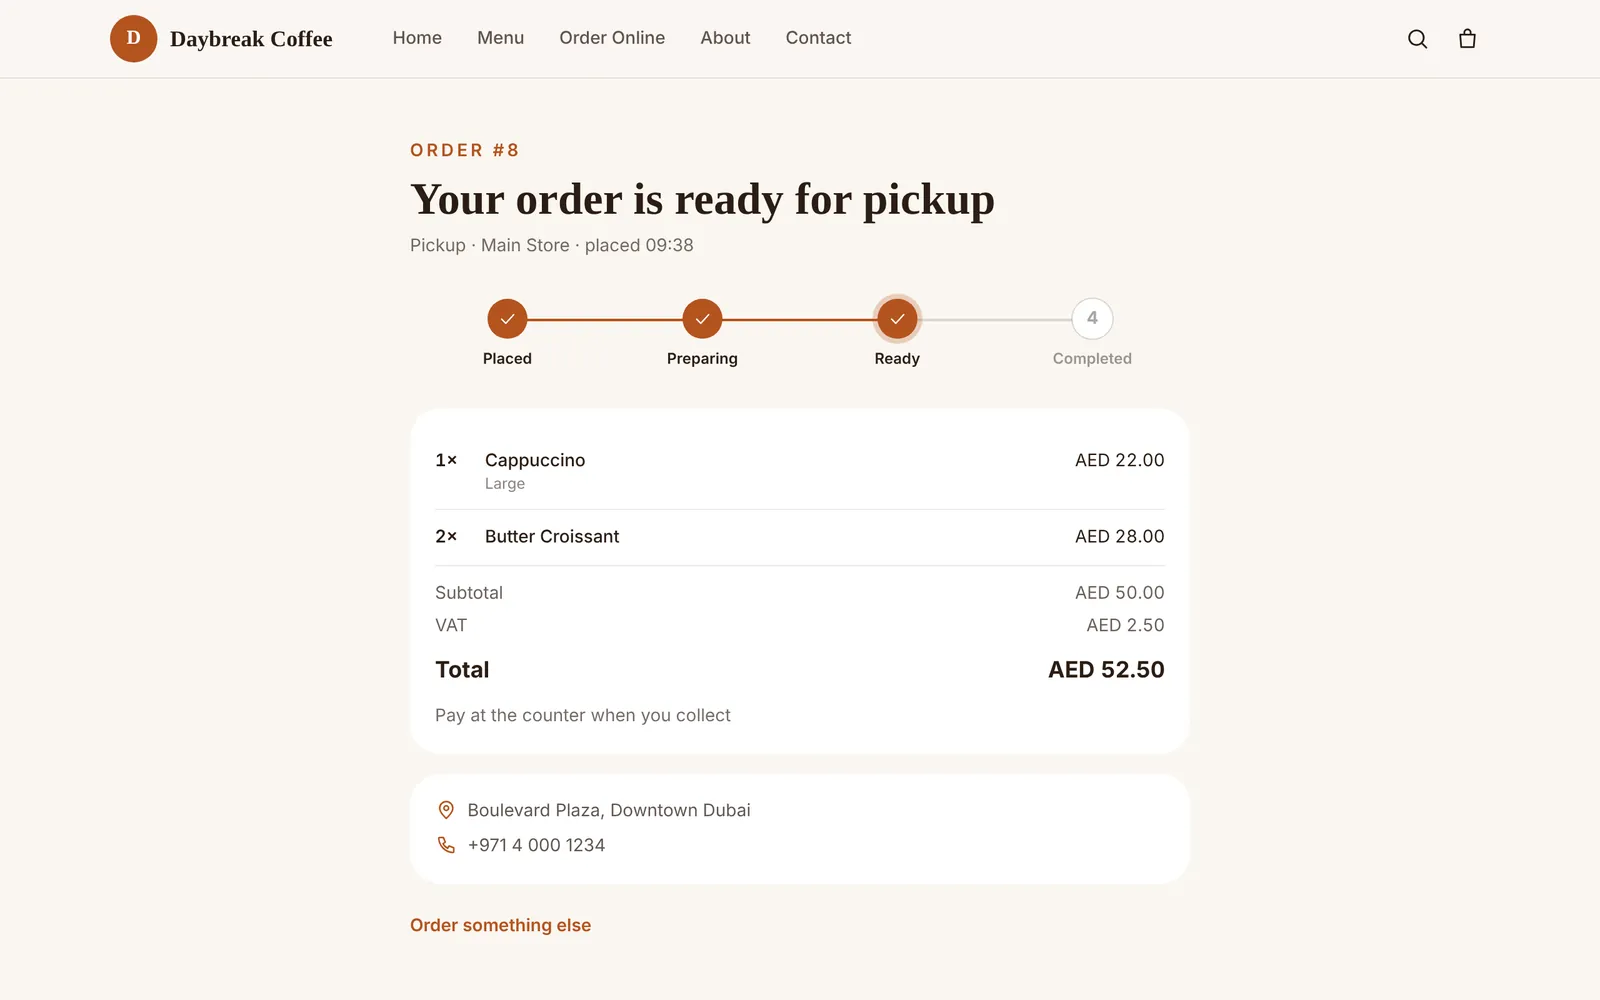 D
Daybreak Coffee
Home
Menu
Order Online
About
Contact
ORDER #8
Your order is ready for pickup
Pickup · Main Store · placed 09:38
4
Placed
Preparing
Ready
Completed
1× Cappuccino AED 22.00
Large
2× Butter Croissant AED 28.00
Subtotal AED 50.00
VAT AED 2.50
Total AED 52.50
Pay at the counter when you collect
Boulevard Plaza, Downtown Dubai
+971 4 000 1234
Order something else